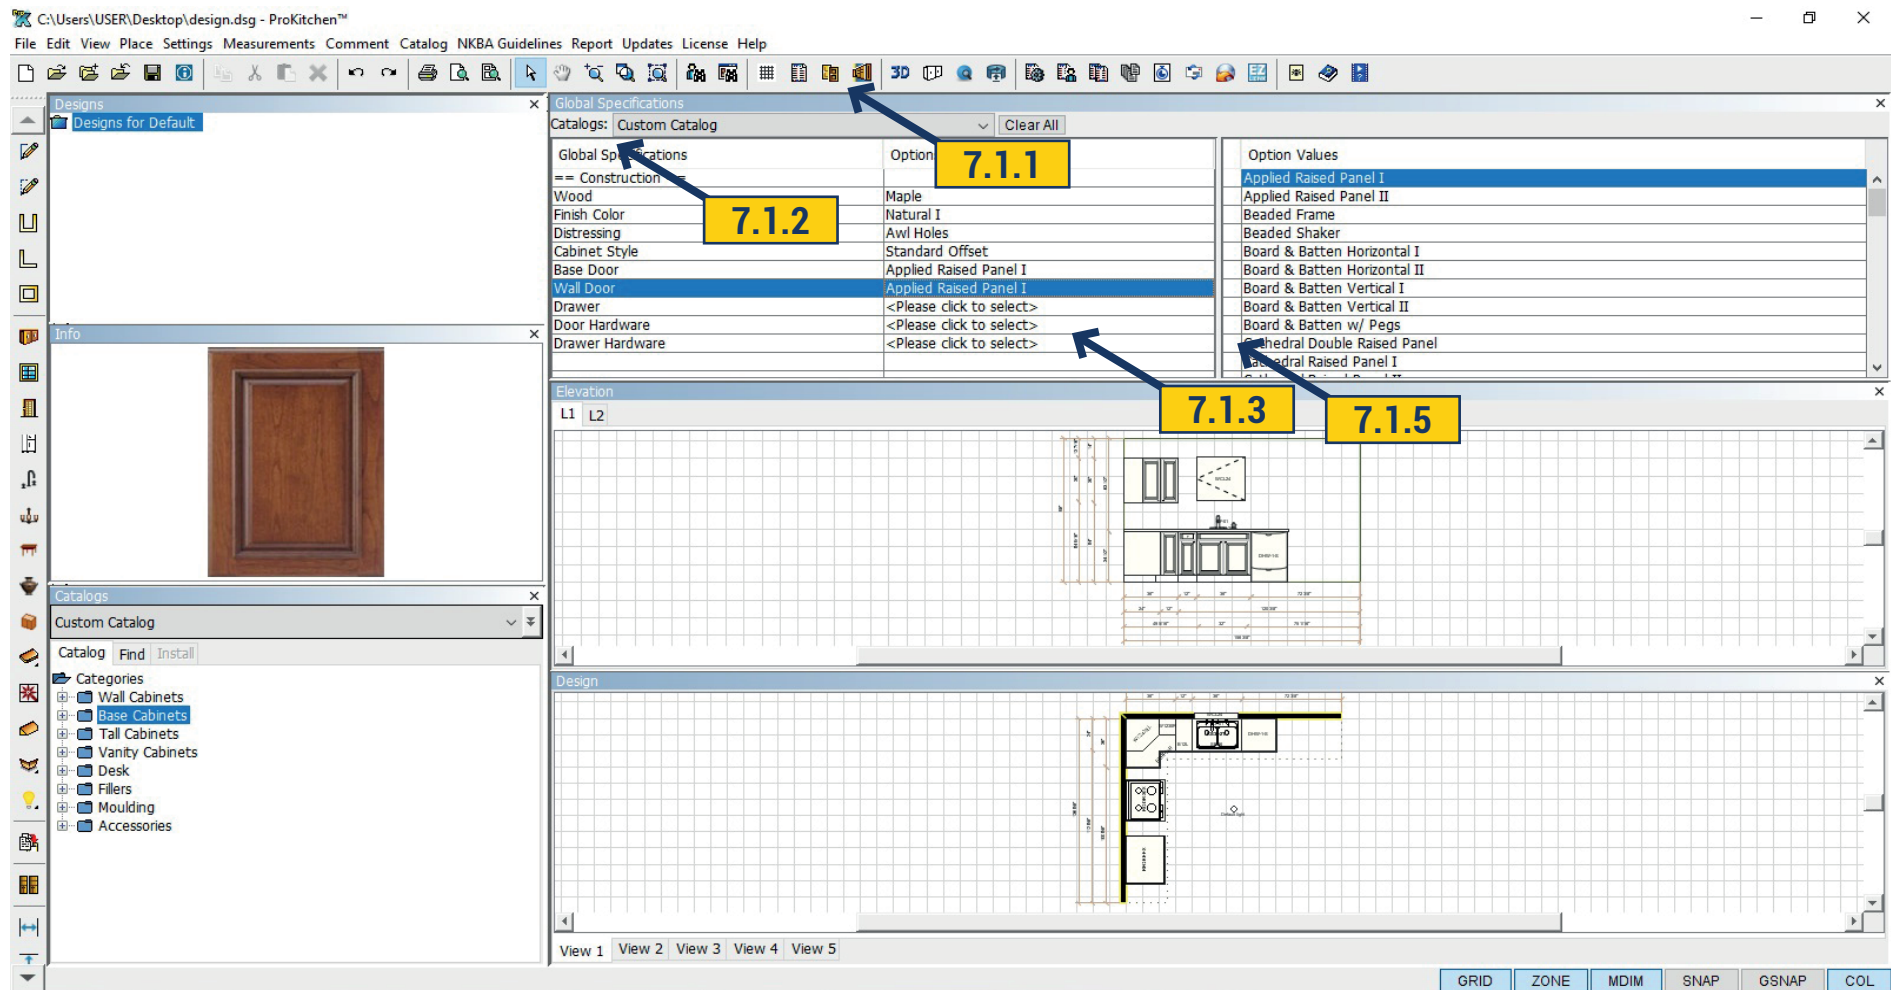 C:\Users\USER\Desktop\design.dsg - ProKitchen™
File Edit View Place Settings Measurements Comment Catalog NKBA Guidelines Report Updates License Help
3D
Designs
Designs for Default
Global Specifications
Catalogs: Custom Catalog Clear All
Global Specifications Option Option Values
7.1.1
7.1.2
== Construction =
Wood Maple
Finish Color Natural I
Distressing Awl Holes
Cabinet Style Standard Offset
Base Door Applied Raised Panel I
Wall Door Applied Raised Panel I
Drawer <Please click to select>
Door Hardware <Please click to select>
Drawer Hardware <Please click to select>
Applied Raised Panel I
Applied Raised Panel II
Beaded Frame
Beaded Shaker
Board & Batten Horizontal I
Board & Batten Horizontal II
Board & Batten Vertical I
Board & Batten Vertical II
Board & Batten w/ Pegs
Cathedral Double Raised Panel
Cathedral Raised Panel I
7.1.3
7.1.5
Info
Elevation
L1 L2
Catalogs
Custom Catalog
Catalog Find Install
Categories
Wall Cabinets
Base Cabinets
Tall Cabinets
Vanity Cabinets
Desk
Fillers
Moulding
Accessories
Design
View 1 View 2 View 3 View 4 View 5
GRID ZONE MDIM SNAP GSNAP COL